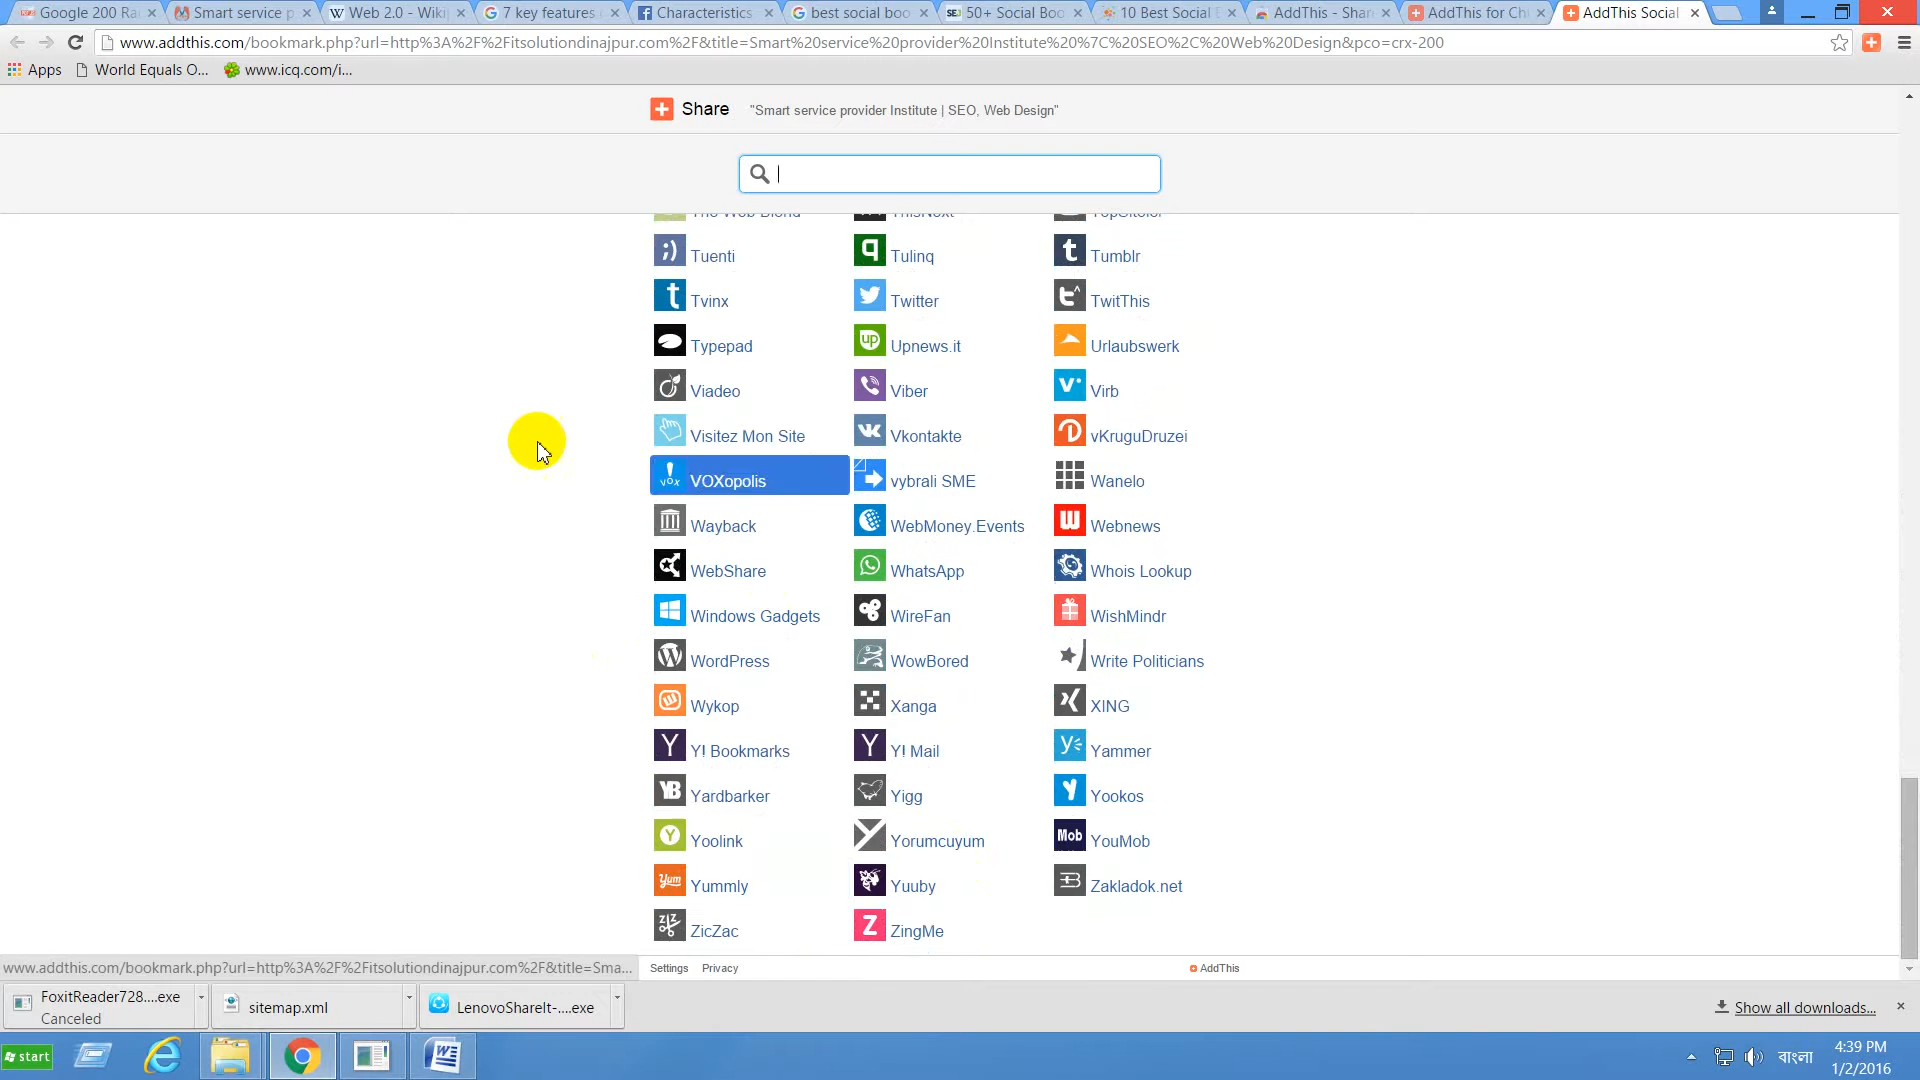 Google 200 Ra
Smart service p
Web 2.0 - Wiki
7 key features
Characteristics
best social boo
50+ Social Boo
10 Best Social
AddThis - Shar
AddThis for Ch
AddThis Social
www.addthis.com/bookmark.php?url=http%3A%2F%2Fitsolutiondinajpur.com%2F&title=Smart%20service%20provider%20Institute%20%7C%20SEO%2C%20Web%20Design&pco=crx-200
Apps World Equals O... www.icq.com/i...
Share "Smart service provider Institute | SEO, Web Design"
The Web Blend ThisNext TopSiteler
Tuenti Tulinq Tumblr
Tvinx Twitter TwitThis
Typepad Upnews.it Urlaubswerk
Viadeo Viber Virb
Visitez Mon Site Vkontakte vKruguDruzei
VOXopolis vybrali SME Wanelo
Wayback WebMoney.Events Webnews
WebShare WhatsApp Whois Lookup
Windows Gadgets WireFan WishMindr
WordPress WowBored Write Politicians
Wykop Xanga XING
Y! Bookmarks Y! Mail Yammer
Yardbarker Yigg Yookos
Yoolink Yorumcuyum YouMob
Yummly Yuuby Zakladok.net
ZicZac ZingMe
www.addthis.com/bookmark.php?url=http%3A%2F%2Fitsolutiondinajpur.com%2F&title=Sma...
Settings Privacy AddThis
FoxitReader728....exe
Canceled
sitemap.xml
LenovoShareIt-....exe
Show all downloads...
start
বাংলা
4:39 PM
1/2/2016